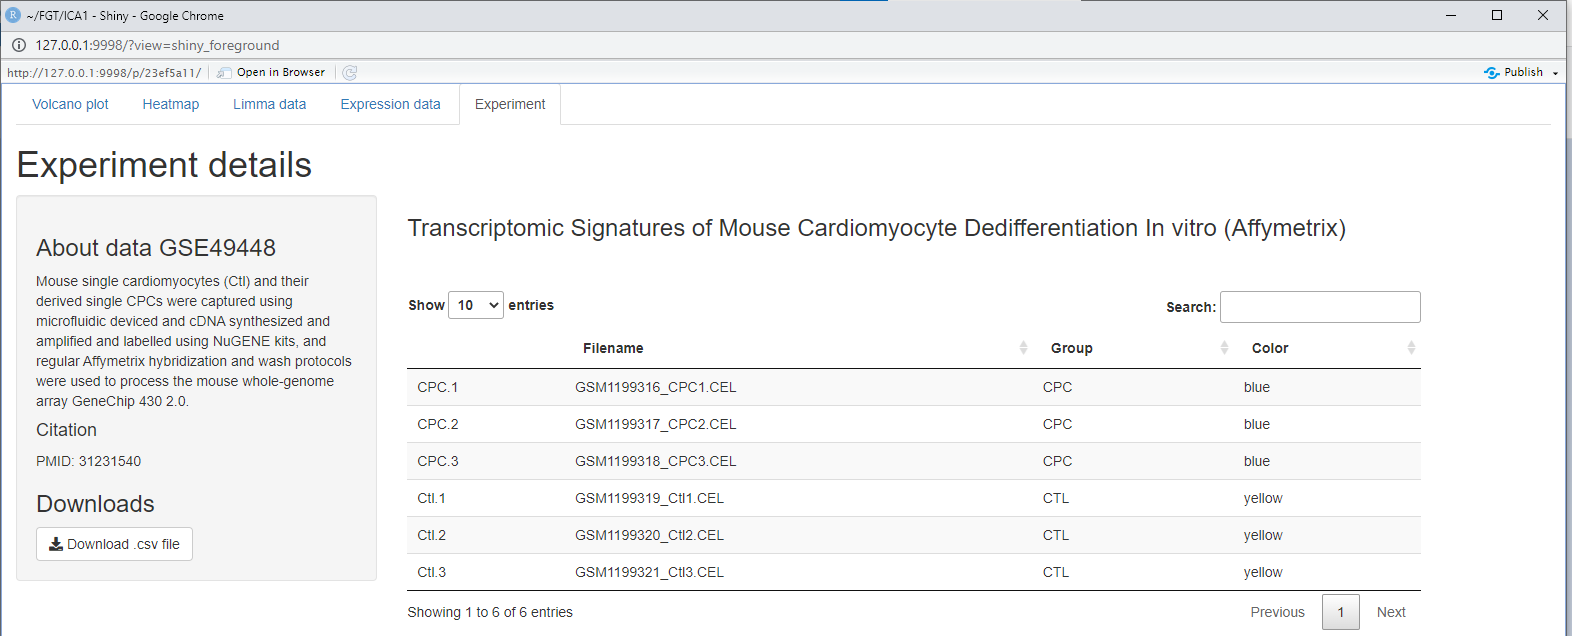 R ~/FGT/ICA1 - Shiny - Google Chrome
127.0.0.1:9998/?view=shiny_foreground
http://127.0.0.1:9998/p/23ef5a11/ Open in Browser Publish
Volcano plot Heatmap Limma data Expression data Experiment
Experiment details
About data GSE49448
Mouse single cardiomyocytes (Ctl) and their
derived single CPCs were captured using
microfluidic deviced and cDNA synthesized and
amplified and labelled using NuGENE kits, and
regular Affymetrix hybridization and wash protocols
were used to process the mouse whole-genome
array GeneChip 430 2.0.
Citation
PMID: 31231540
Downloads
Download .csv file
Transcriptomic Signatures of Mouse Cardiomyocyte Dedifferentiation In vitro (Affymetrix)
Show 10 entries Search:
Filename Group Color
CPC.1 GSM1199316_CPC1.CEL CPC blue
CPC.2 GSM1199317_CPC2.CEL CPC blue
CPC.3 GSM1199318_CPC3.CEL CPC blue
Ctl.1 GSM1199319_Ctl1.CEL CTL yellow
Ctl.2 GSM1199320_Ctl2.CEL CTL yellow
Ctl.3 GSM1199321_Ctl3.CEL CTL yellow
Showing 1 to 6 of 6 entries Previous 1 Next